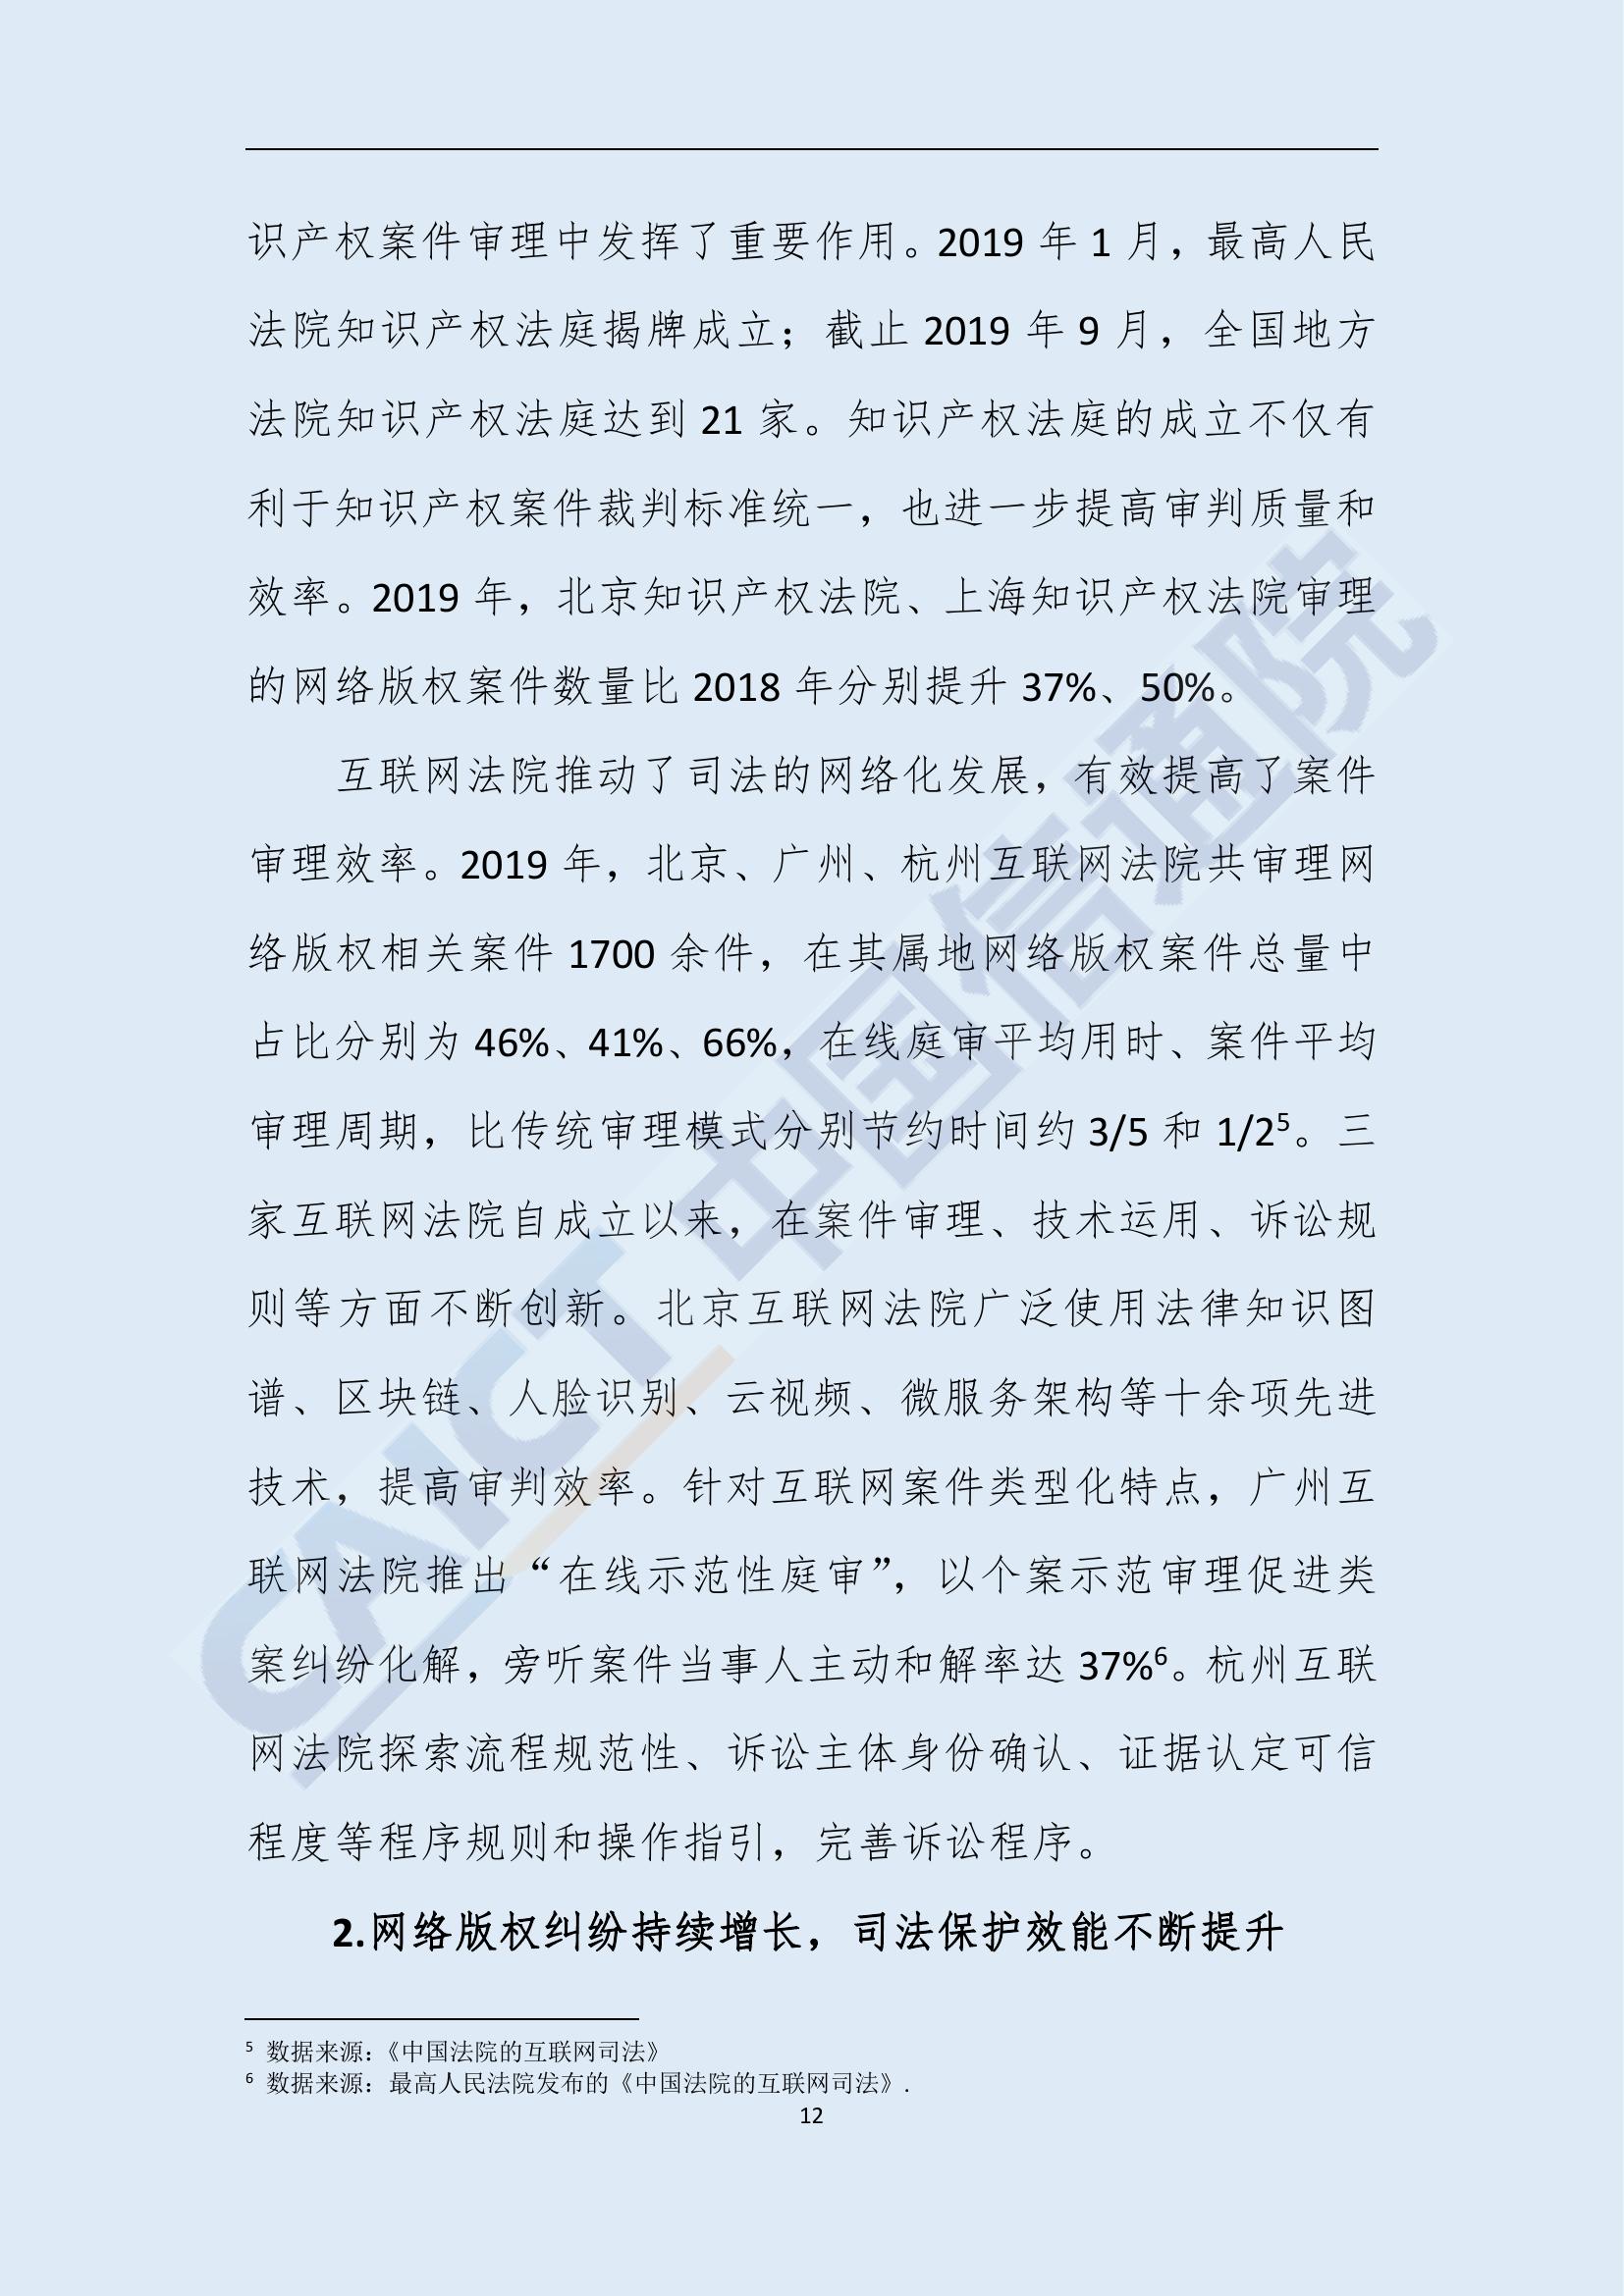 识产权案件审理中发挥了重要作用。2019 年 1 月，最高人民
法院知识产权法庭揭牌成立；截止 2019 年 9 月，全国地方
法院知识产权法庭达到 21 家。知识产权法庭的成立不仅有
利于知识产权案件裁判标准统一，也进一步提高审判质量和
效率。2019 年，北京知识产权法院、上海知识产权法院审理
的网络版权案件数量比 2018 年分别提升 37%、50%。
互联网法院推动了司法的网络化发展，有效提高了案件
审理效率。2019 年，北京、广州、杭州互联网法院共审理网
络版权相关案件 1700 余件，在其属地网络版权案件总量中
占比分别为 46%、41%、66%，在线庭审平均用时、案件平均
审理周期，比传统审理模式分别节约时间约 3/5 和 1/2⁵。三
家互联网法院自成立以来，在案件审理、技术运用、诉讼规
则等方面不断创新。北京互联网法院广泛使用法律知识图
谱、区块链、人脸识别、云视频、微服务架构等十余项先进
技术，提高审判效率。针对互联网案件类型化特点，广州互
联网法院推出“在线示范性庭审”，以个案示范审理促进类
案纠纷化解，旁听案件当事人主动和解率达 37%⁶。杭州互联
网法院探索流程规范性、诉讼主体身份确认、证据认定可信
程度等程序规则和操作指引，完善诉讼程序。
2.网络版权纠纷持续增长，司法保护效能不断提升
⁵ 数据来源：《中国法院的互联网司法》
⁶ 数据来源：最高人民法院发布的《中国法院的互联网司法》.
12
CAICT 中国信通院